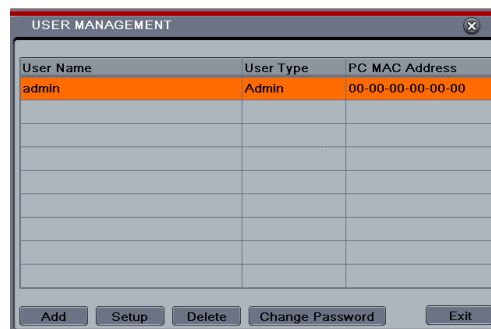 USER MANAGEMENT
User Name User Type PC MAC Address
admin Admin 00-00-00-00-00-00
Add Setup Delete Change Password Exit